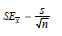 SE_x̄ = s/√n